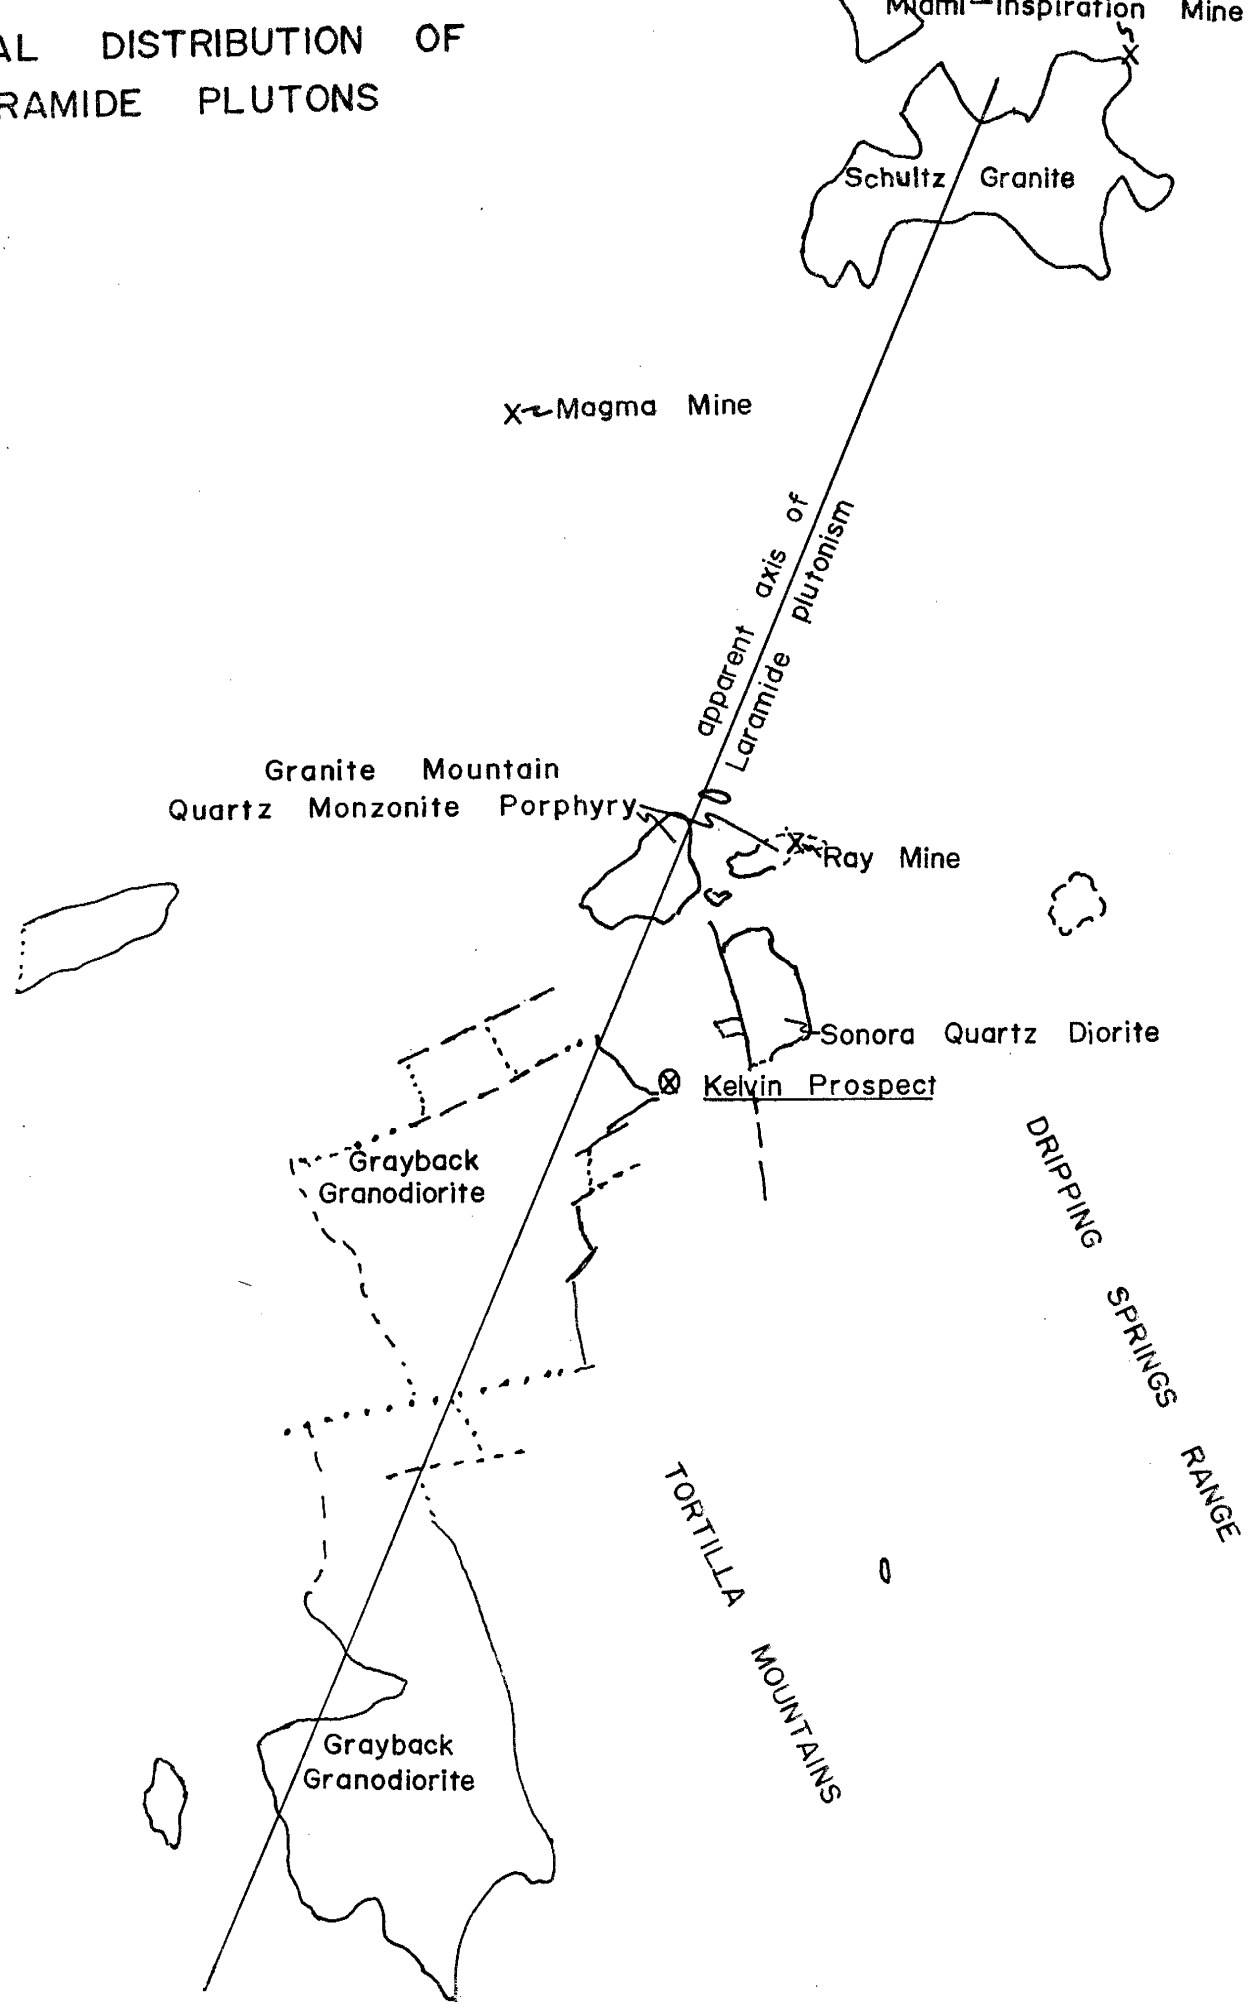 AL DISTRIBUTION OF
RAMIDE PLUTONS
Miami-Inspiration Mine
Schultz Granite
Magma Mine
apparent axis of
Laramide plutonism
Granite Mountain
Quartz Monzonite Porphyry
Ray Mine
Sonora Quartz Diorite
Kelvin Prospect
Grayback
Granodiorite
DRIPPING SPRINGS RANGE
TORTILLA MOUNTAINS
Grayback
Granodiorite